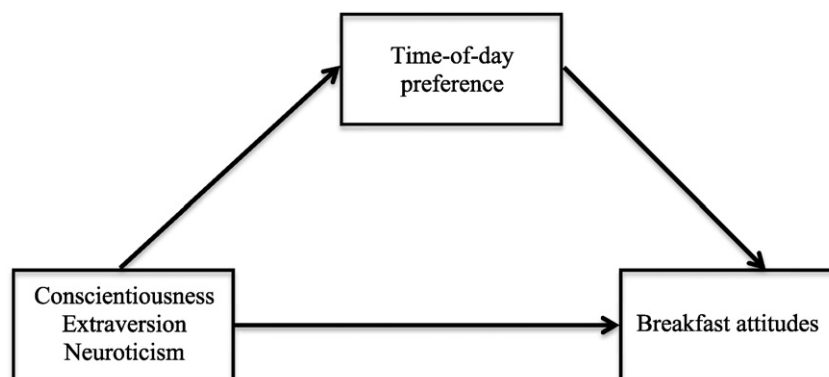 Time-of-day
preference
Conscientiousness
Extraversion
Neuroticism
Breakfast attitudes